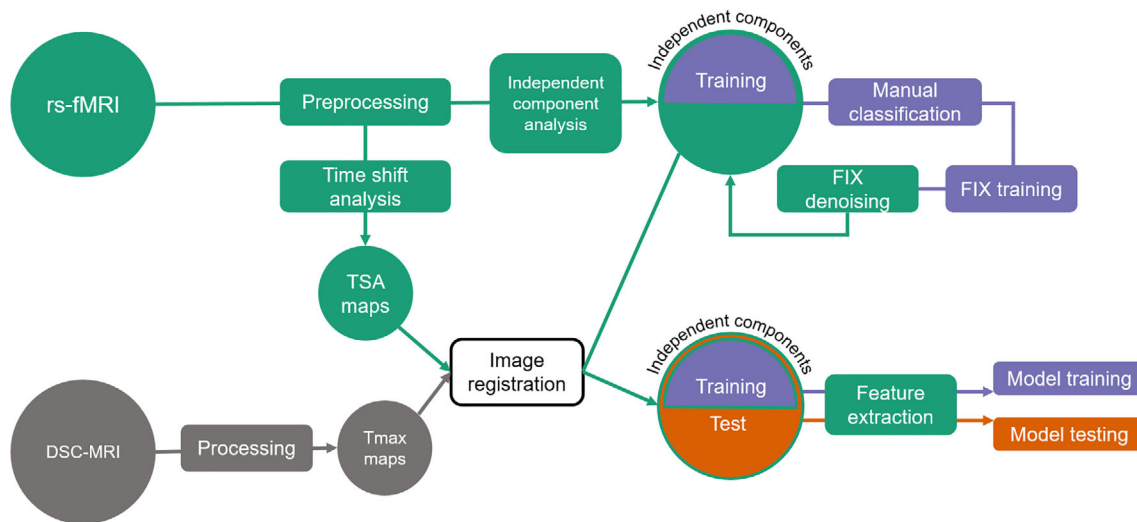 rs-fMRI
Preprocessing
Independent
component
analysis
Independent components
Training
Manual
classification
FIX training
FIX
denoising
Time shift
analysis
TSA
maps
Image
registration
DSC-MRI
Processing
Tmax
maps
Independent components
Training
Test
Feature
extraction
Model training
Model testing